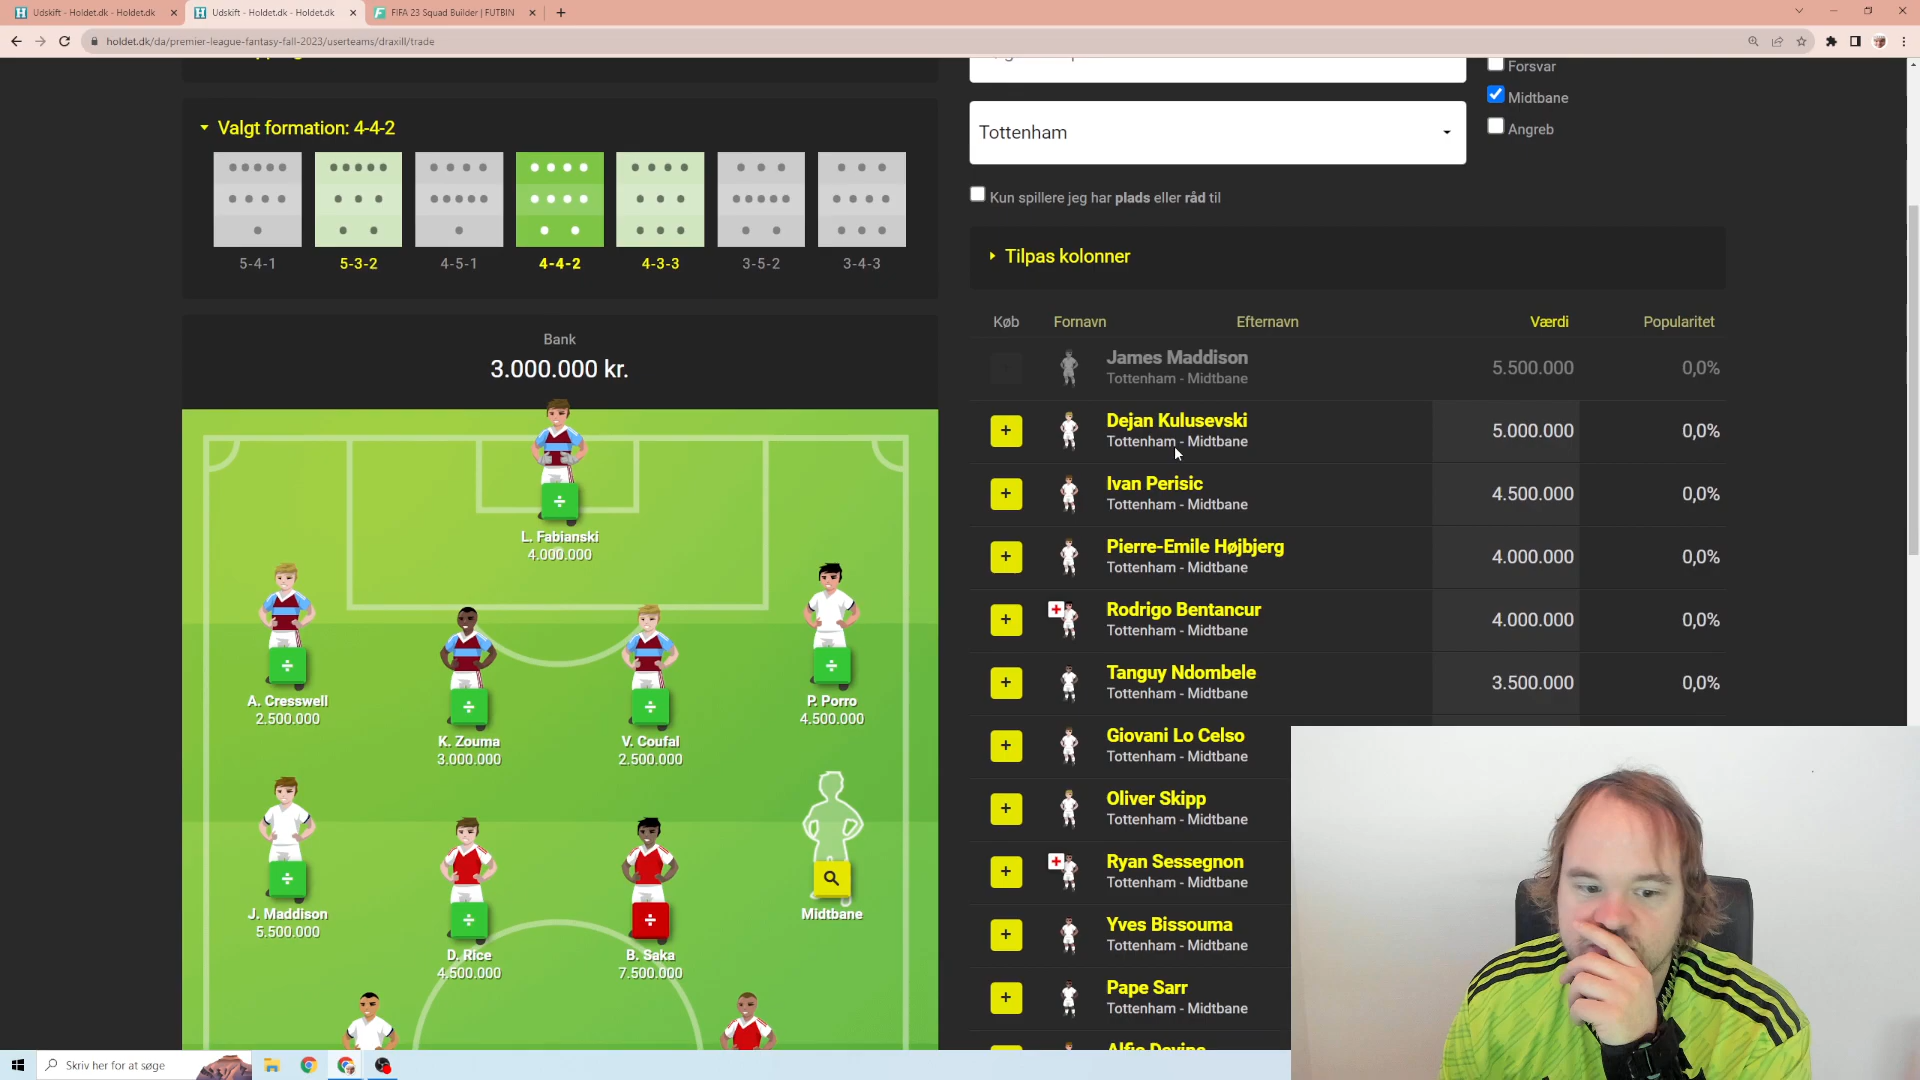 Udskift - Holdet.dk - Holdet.dk
Udskift - Holdet.dk - Holdet.dk
FIFA 23 Squad Builder | FUTBIN
holdet.dk/da/premier-league-fantasy-fall-2023/userteams/draxill/trade
Valgt formation: 4-4-2
5-4-1
5-3-2
4-5-1
4-4-2
4-3-3
3-5-2
3-4-3
Bank
3.000.000 kr.
L. Fabianski
4.000.000
A. Cresswell
2.500.000
K. Zouma
3.000.000
V. Coufal
2.500.000
P. Porro
4.500.000
J. Maddison
5.500.000
D. Rice
4.500.000
B. Saka
7.500.000
Midtbane
Forsvar
Midtbane
Angreb
Tottenham
Kun spillere jeg har plads eller råd til
Tilpas kolonner
Køb Fornavn Efternavn Værdi Popularitet
James Maddison
Tottenham - Midtbane
5.500.000 0,0%
Dejan Kulusevski
Tottenham - Midtbane
5.000.000 0,0%
Ivan Perisic
Tottenham - Midtbane
4.500.000 0,0%
Pierre-Emile Højbjerg
Tottenham - Midtbane
4.000.000 0,0%
Rodrigo Bentancur
Tottenham - Midtbane
4.000.000 0,0%
Tanguy Ndombele
Tottenham - Midtbane
3.500.000 0,0%
Giovani Lo Celso
Tottenham - Midtbane
Oliver Skipp
Tottenham - Midtbane
Ryan Sessegnon
Tottenham - Midtbane
Yves Bissouma
Tottenham - Midtbane
Pape Sarr
Tottenham - Midtbane
Alfie Devine
Skriv her for at søge